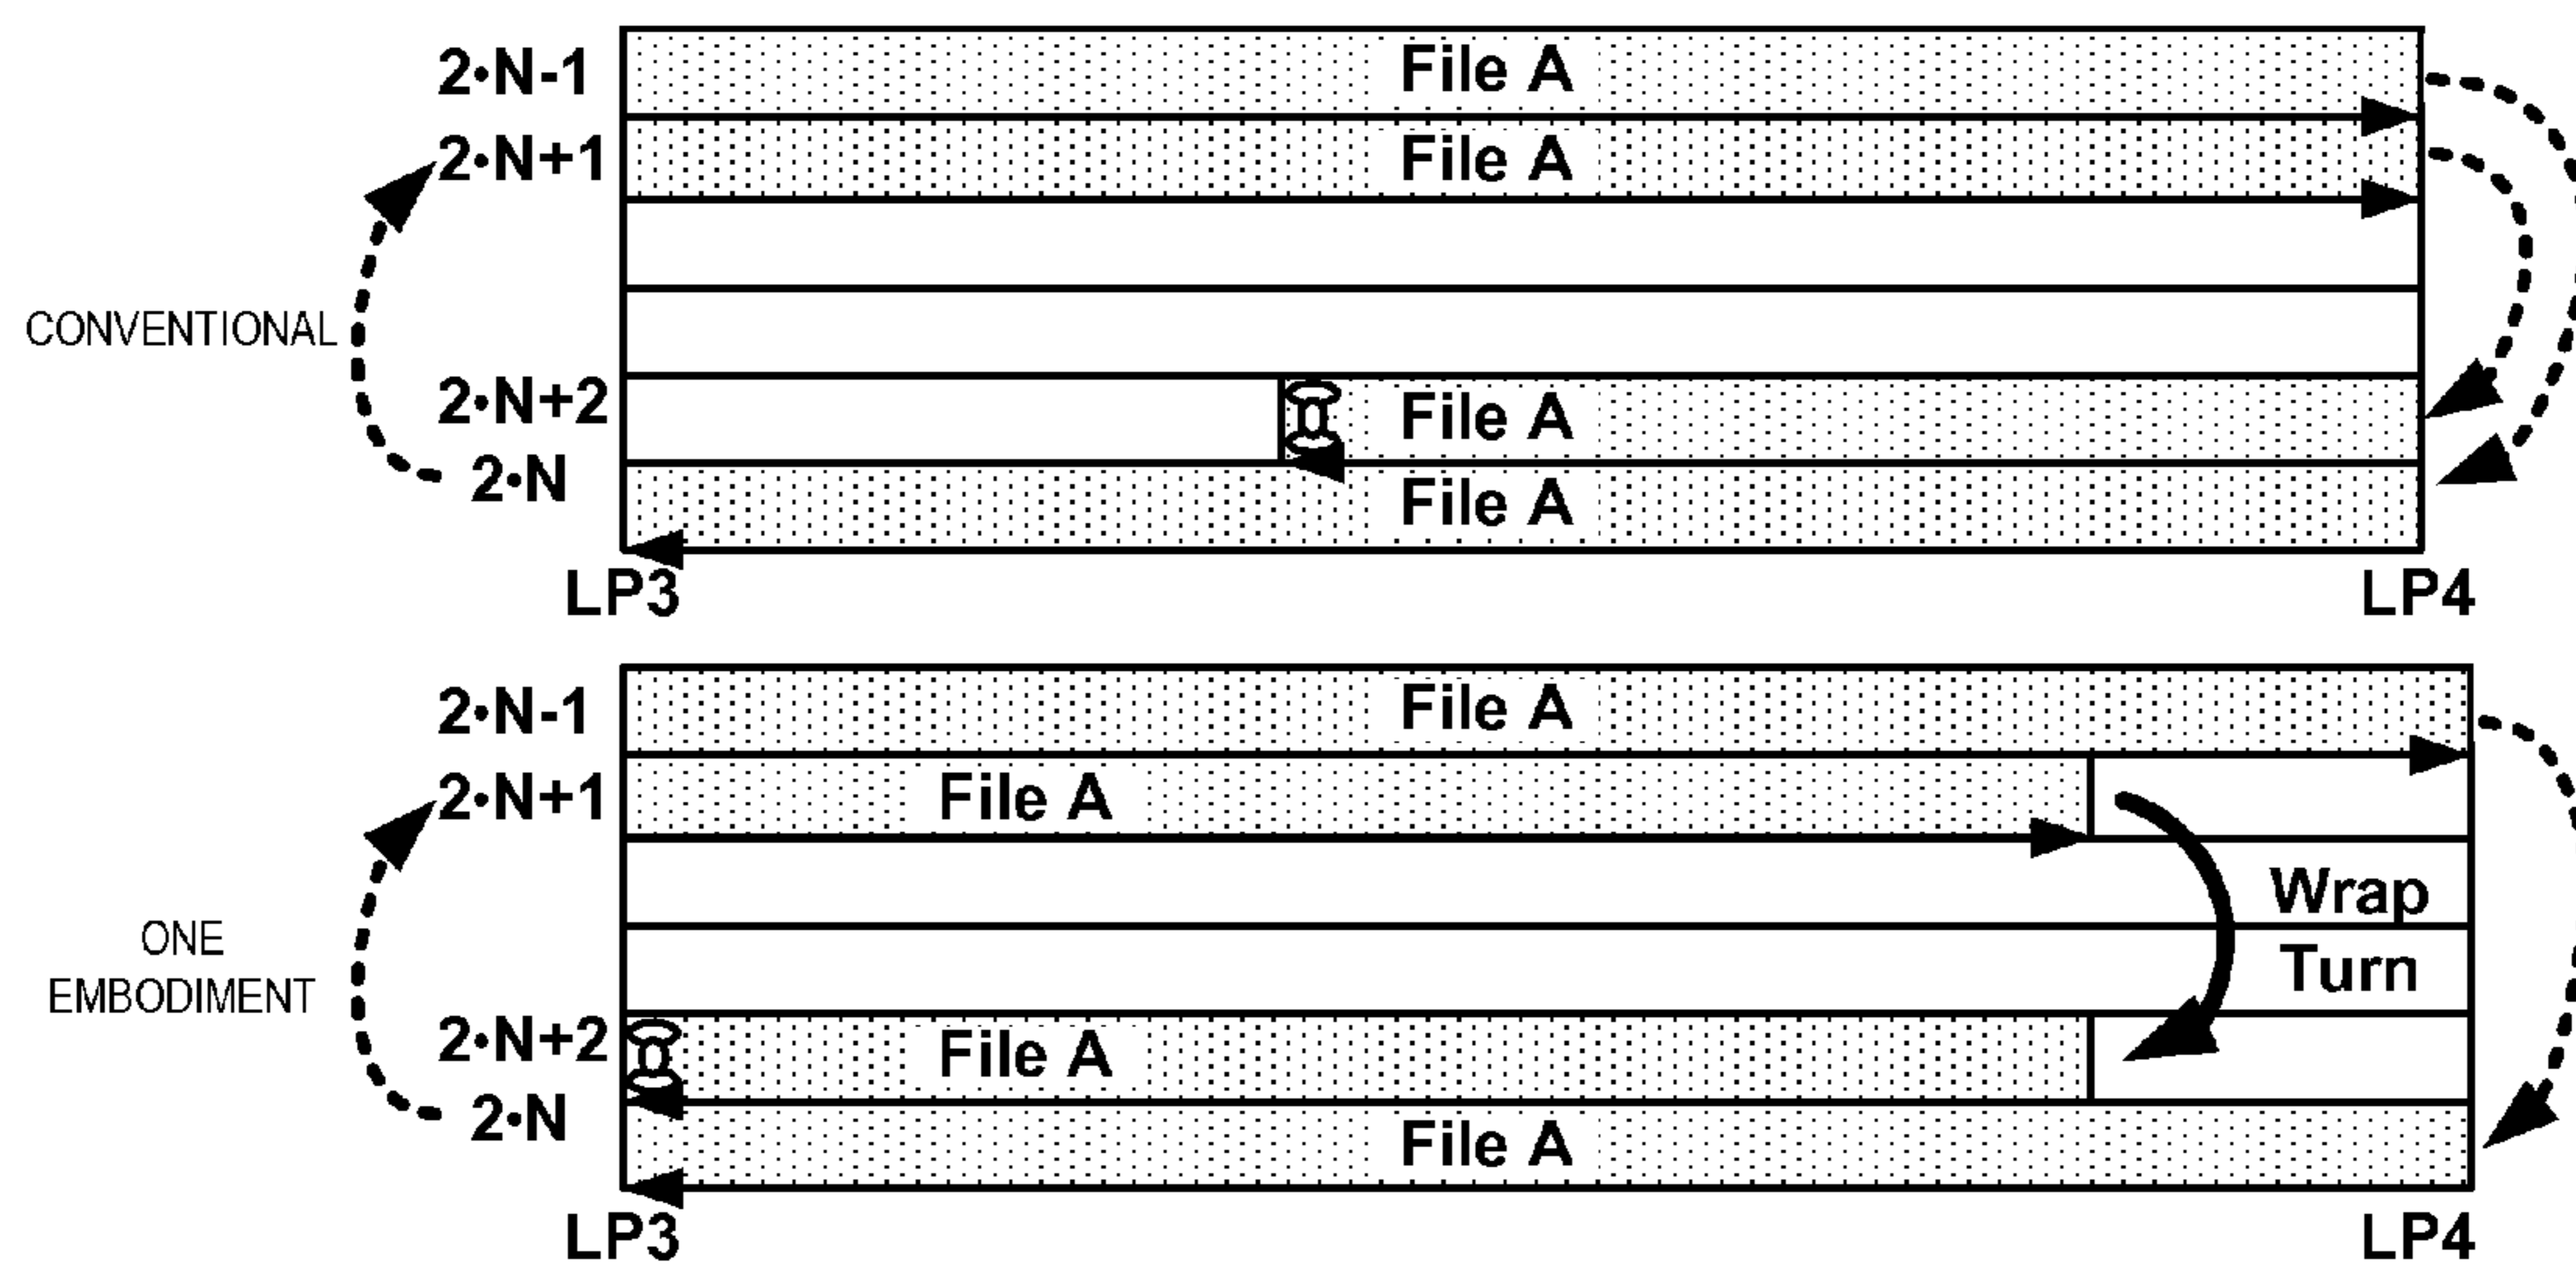 2·N-1 File A
2·N+1 File A
CONVENTIONAL
2·N+2 File A
2·N File A
LP3 LP4
2·N-1 File A
2·N+1 File A
Wrap
ONE
Turn
EMBODIMENT
2·N+2 File A
2·N File A
LP3 LP4